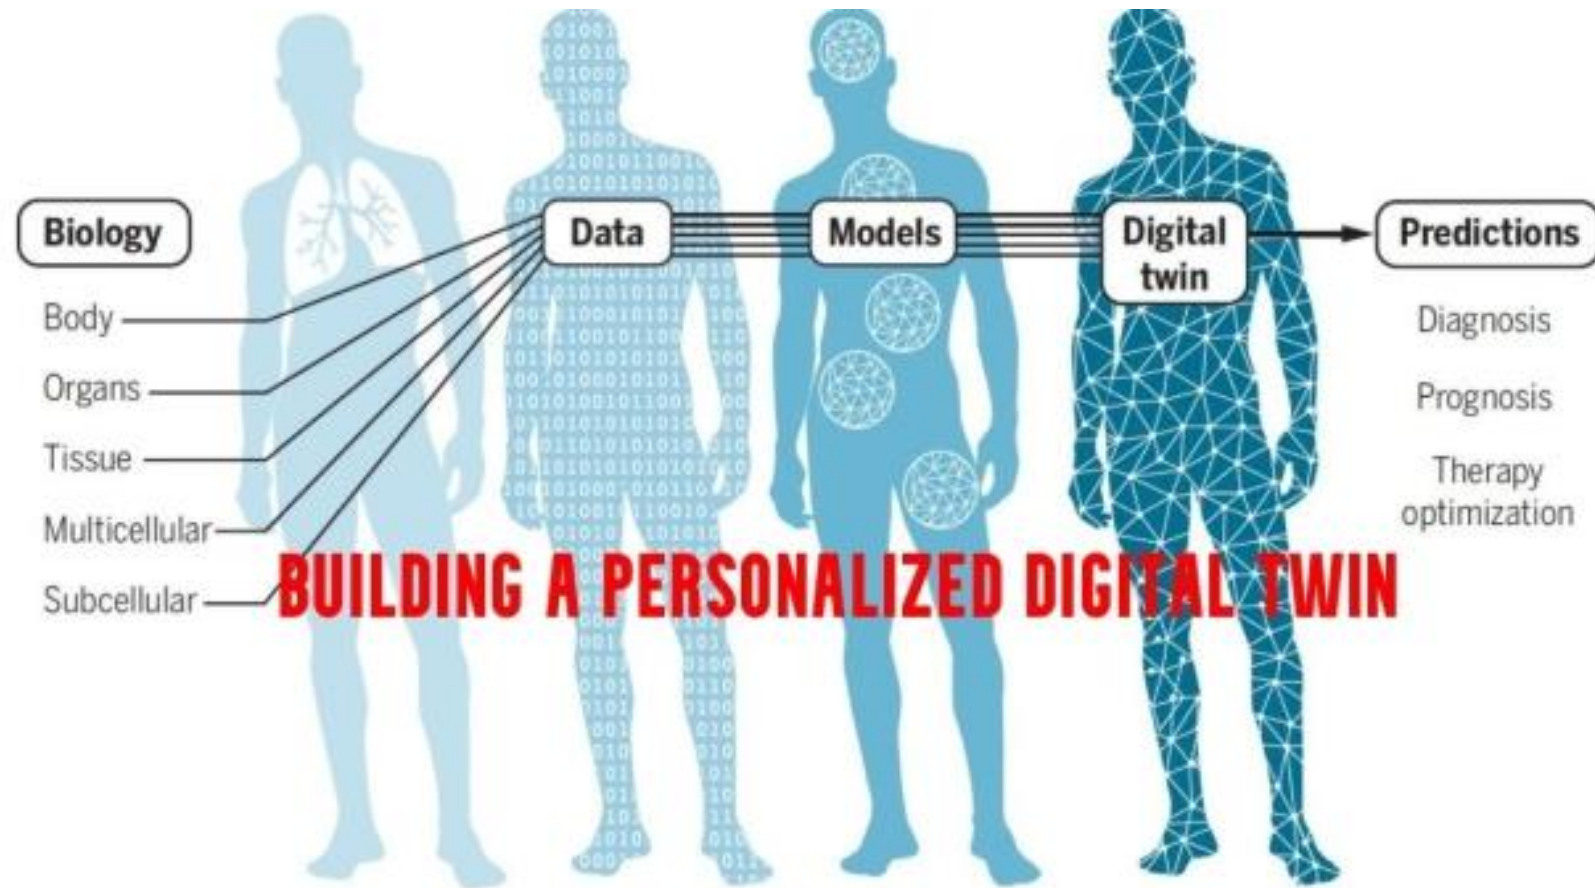 Biology
Body
Organs
Tissue
Multicellular
Subcellular
Data
Models
Digital
twin
Predictions
Diagnosis
Prognosis
Therapy
optimization
BUILDING A PERSONALIZED DIGITAL TWIN